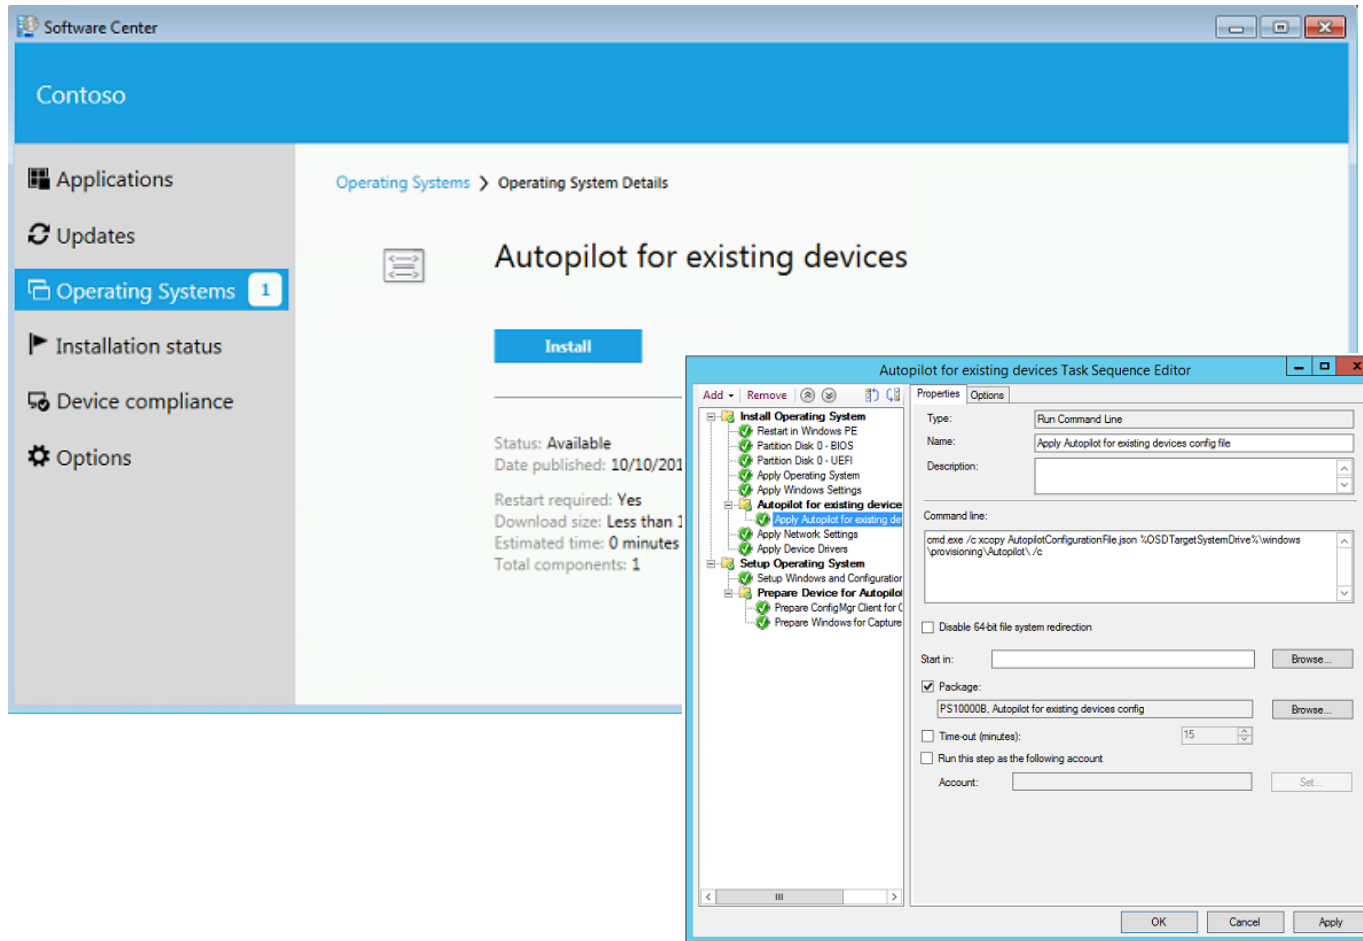 Software Center
Contoso
Applications
Updates
Operating Systems 1
Installation status
Device compliance
Options
Operating Systems > Operating System Details
Autopilot for existing devices
Install
Status: Available
Date published: 10/10/201
Restart required: Yes
Download size: Less than 1
Estimated time: 0 minutes
Total components: 1
Autopilot for existing devices Task Sequence Editor
Add Remove
Install Operating System
Restart in Windows PE
Partition Disk 0 - BIOS
Partition Disk 0 - UEFI
Apply Operating System
Apply Windows Settings
Autopilot for existing device
Apply Autopilot for existing de
Apply Network Settings
Apply Device Drivers
Setup Operating System
Setup Windows and Configuration
Prepare Device for Autopilot
Prepare ConfigMgr Client for C
Prepare Windows for Capture
Properties Options
Type: Run Command Line
Name: Apply Autopilot for existing devices config file
Description:
Command line:
cmd.exe /c xcopy AutopilotConfigurationFile.json %OSDTargetSystemDrive%\windows
\provisioning\Autopilot\ /c
Disable 64-bit file system redirection
Start in: Browse...
Package:
PS10000B, Autopilot for existing devices config Browse...
Time-out (minutes): 15
Run this step as the following account
Account: Set...
OK Cancel Apply